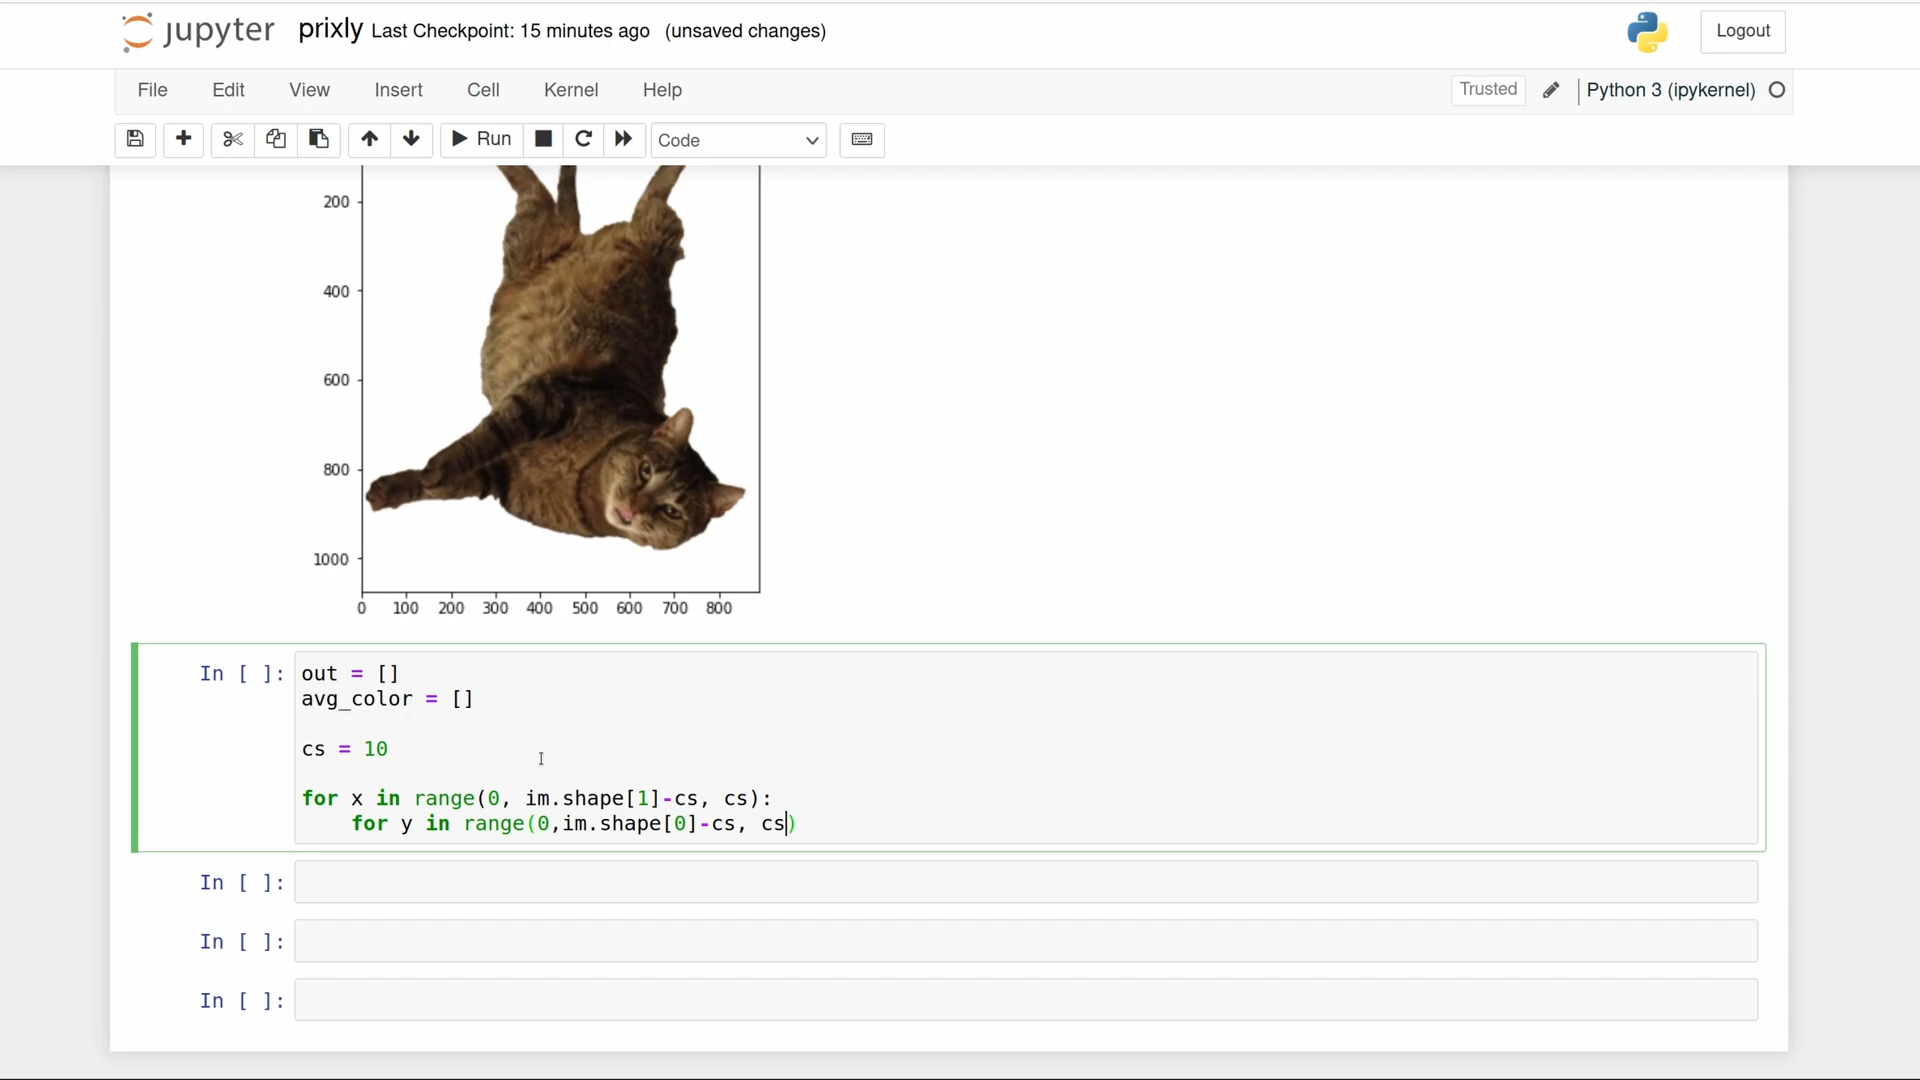 jupyter prixly Last Checkpoint: 15 minutes ago (unsaved changes) Logout
File Edit View Insert Cell Kernel Help Trusted Python 3 (ipykernel)
Run Code
200
400
600
800
1000
0 100 200 300 400 500 600 700 800
In [ ]: out = []
avg_color = []
cs = 10
for x in range(0, im.shape[1]-cs, cs):
for y in range(0,im.shape[0]-cs, cs)
In [ ]:
In [ ]:
In [ ]: